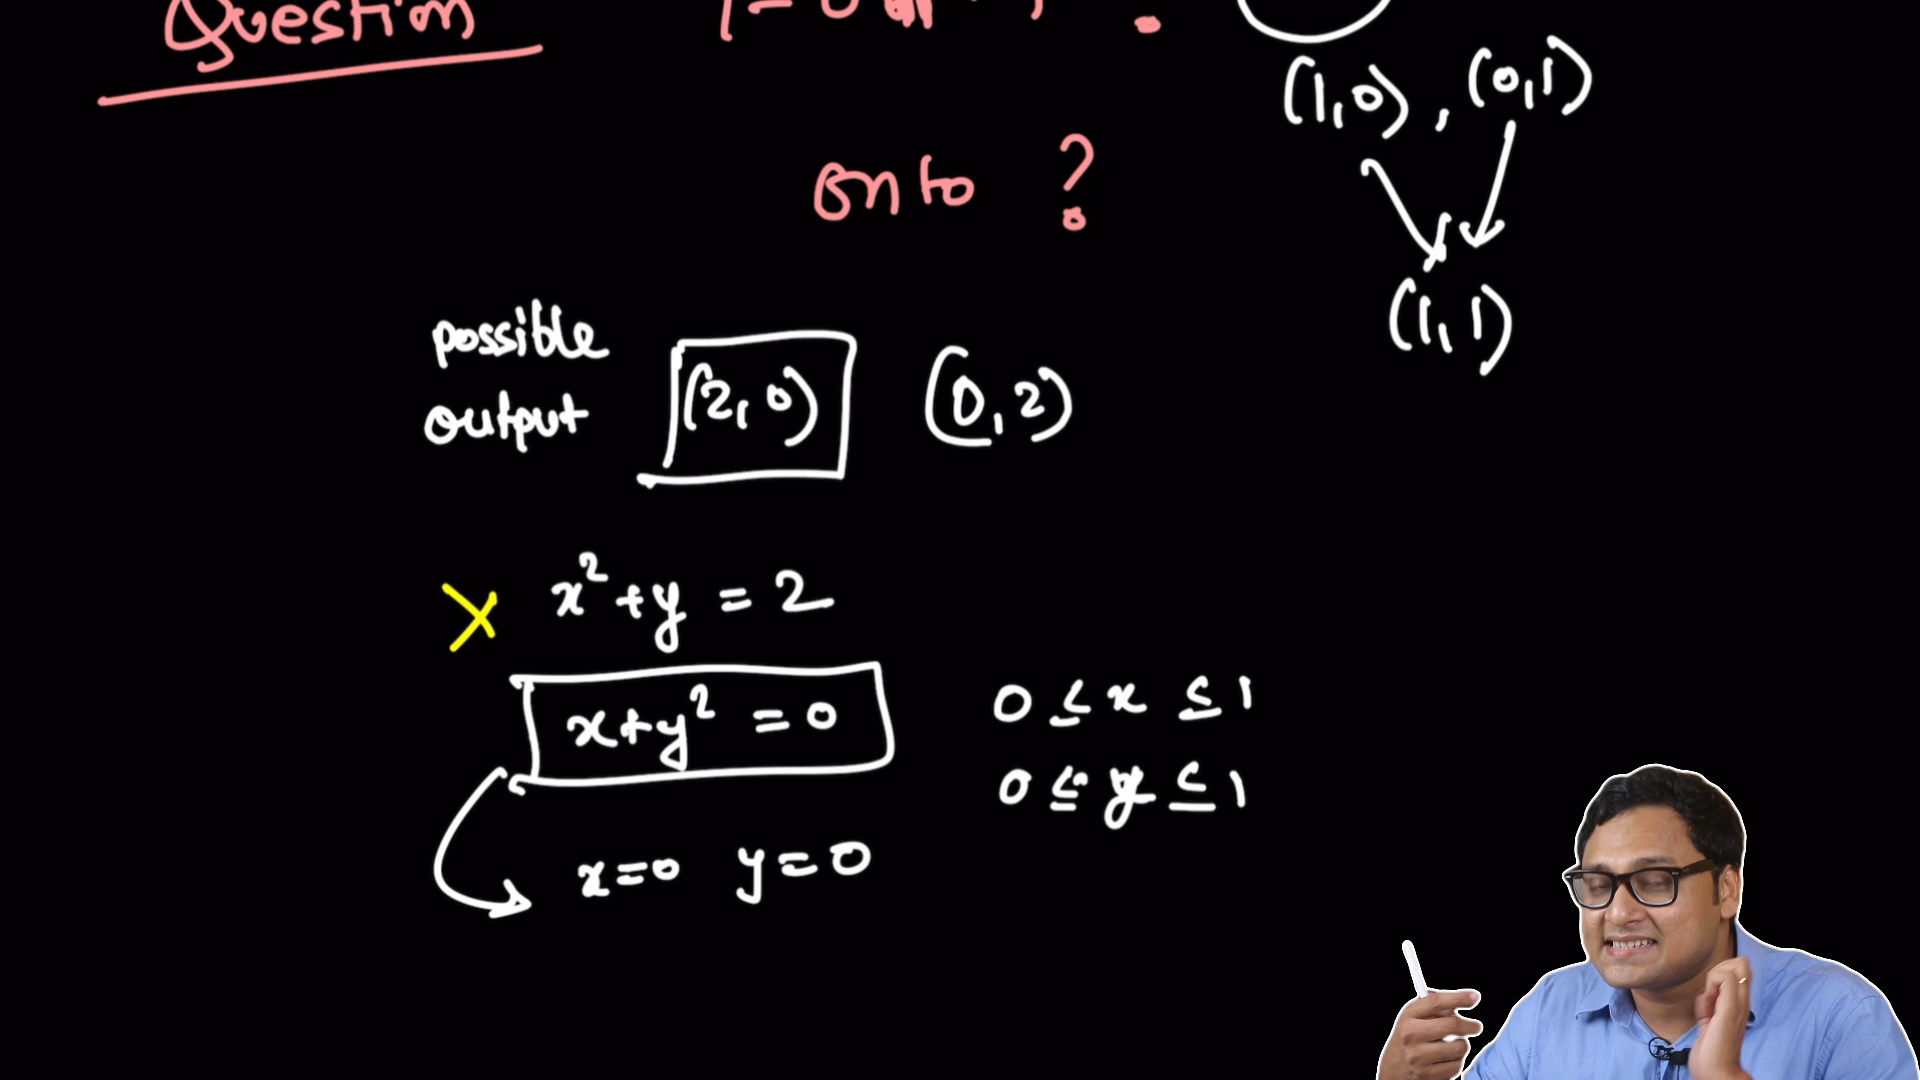 Question
(1,0), (0,1)
onto ?
(1,1)
possible
output (2,0) (0,2)
x²+y = 2
x+y² = 0
0 ≤ x ≤ 1
0 ≤ y ≤ 1
x=0 y=0